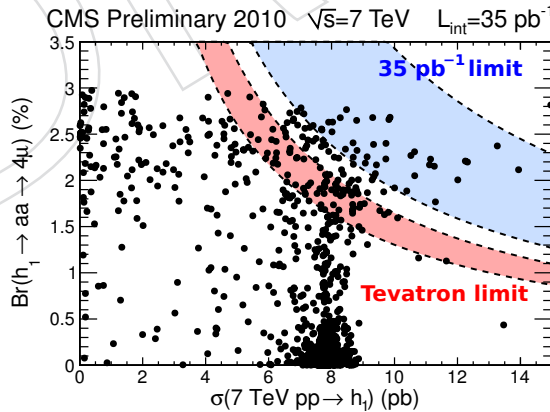 CMS Preliminary 2010 √s=7 TeV L_int=35 pb⁻
35 pb⁻¹ limit
Tevatron limit
Br(h₁ → aa → 4μ) (%)
3.5
3
2.5
2
1.5
1
0.5
0
0 2 4 6 8 10 12 14
σ(7 TeV pp → h₁) (pb)